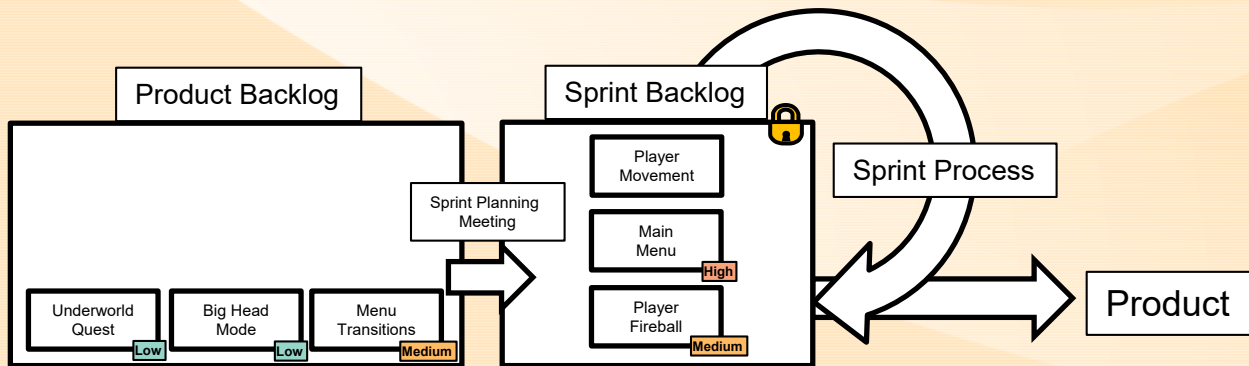 Product Backlog
Underworld
Quest
Low
Big Head
Mode
Low
Menu
Transitions
Medium
Sprint Planning
Meeting
Sprint Backlog
Player
Movement
Main
Menu
High
Player
Fireball
Medium
Sprint Process
Product